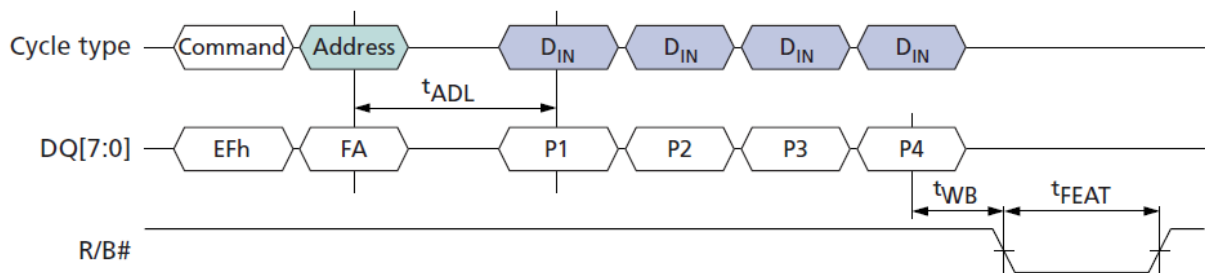 Cycle type Command Address DIN DIN DIN DIN
tADL
DQ[7:0] EFh FA P1 P2 P3 P4
tWB tFEAT
R/B#